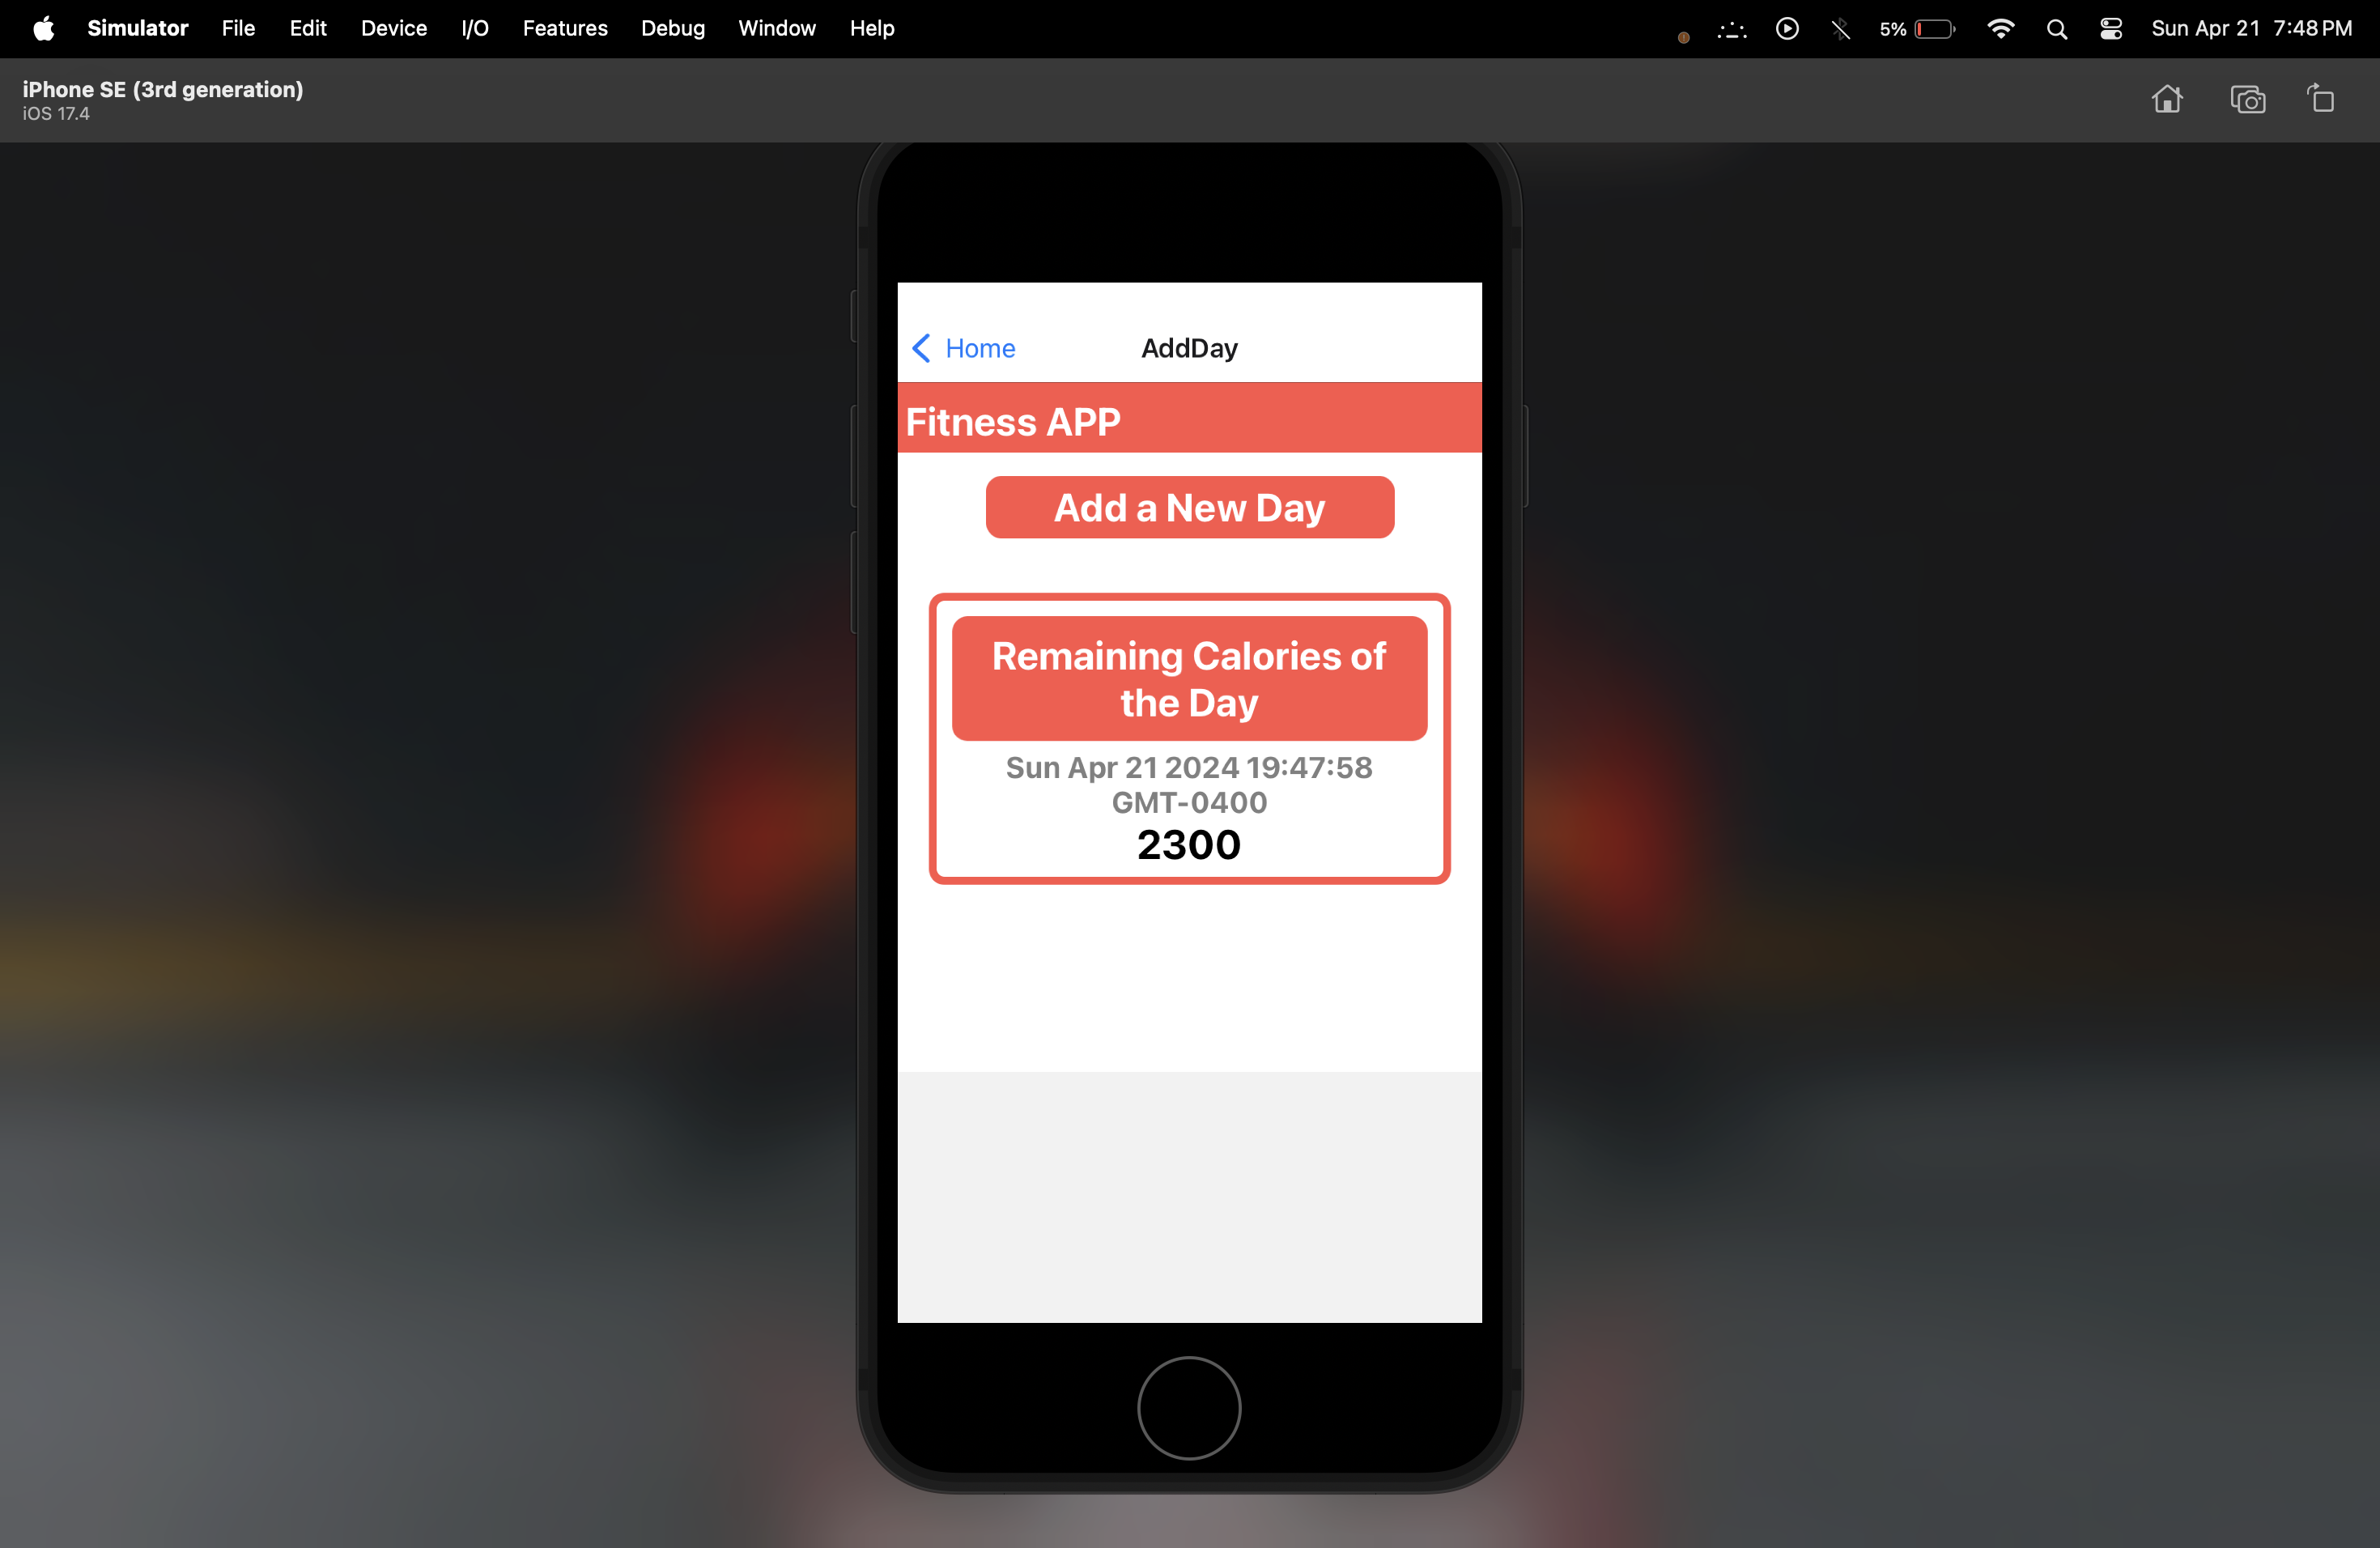 Simulator File Edit Device I/O Features Debug Window Help 5% Sun Apr 21 7:48 PM
iPhone SE (3rd generation)
iOS 17.4
Home AddDay
Fitness APP
Add a New Day
Remaining Calories of
the Day
Sun Apr 21 2024 19:47:58
GMT-0400
2300